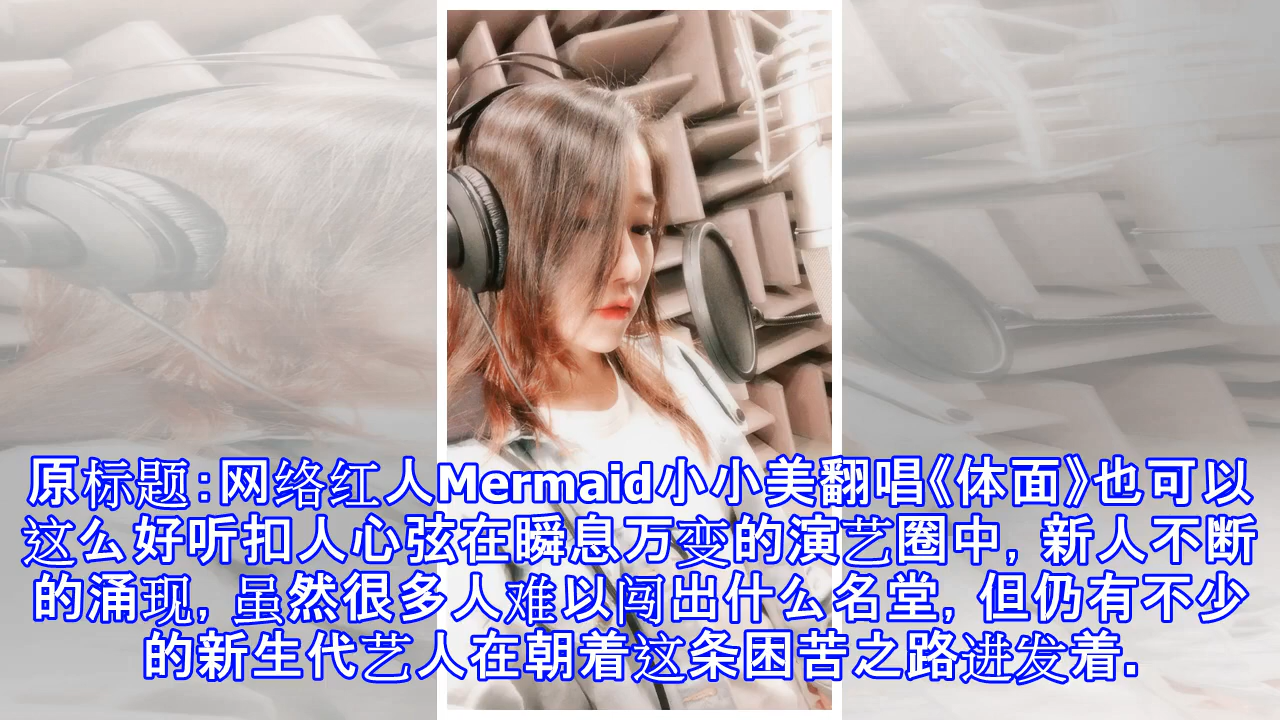 原标题:网络红人Mermaid小小美翻唱《体面》也可以
这么好听扣人心弦在瞬息万变的演艺圈中, 新人不断
的涌现, 虽然很多人难以闯出什么名堂, 但仍有不少
的新生代艺人在朝着这条困苦之路进发着.